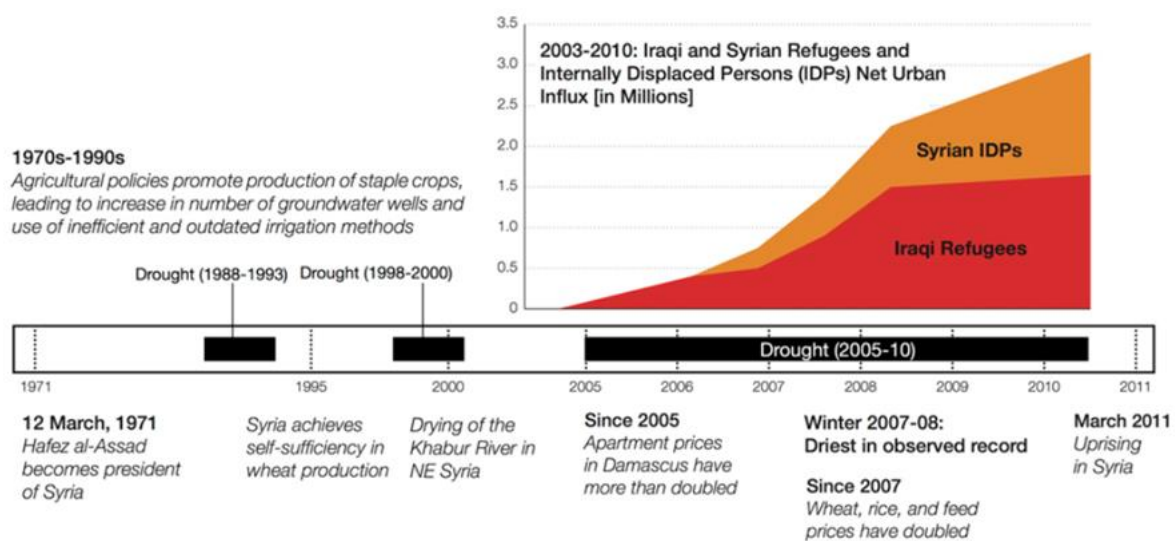 3.5
3.0
2.5
2.0
1.5
1.0
0.5
0
2003-2010: Iraqi and Syrian Refugees and
Internally Displaced Persons (IDPs) Net Urban
Influx [in Millions]
Syrian IDPs
Iraqi Refugees
1970s-1990s
Agricultural policies promote production of staple crops,
leading to increase in number of groundwater wells and
use of inefficient and outdated irrigation methods
Drought (1988-1993)
Drought (1998-2000)
Drought (2005-10)
1971
1995
2000
2005
2006
2007
2008
2009
2010
2011
12 March, 1971
Hafez al-Assad
becomes president
of Syria
Syria achieves
self-sufficiency in
wheat production
Drying of the
Khabur River in
NE Syria
Since 2005
Apartment prices
in Damascus have
more than doubled
Winter 2007-08:
Driest in observed record
Since 2007
Wheat, rice, and feed
prices have doubled
March 2011
Uprising
in Syria